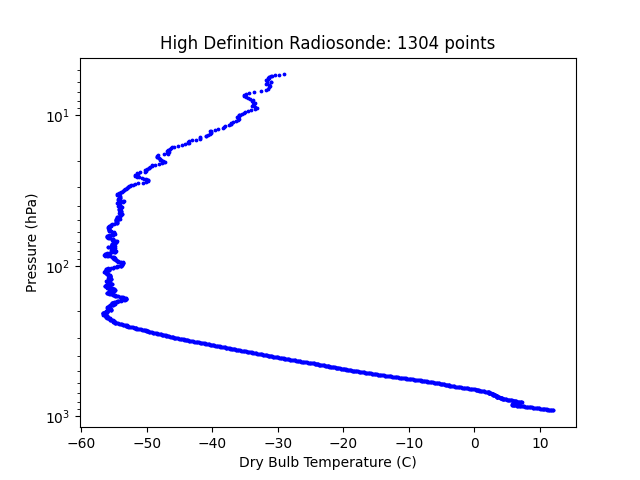 High Definition Radiosonde: 1304 points
Pressure (hPa)
10¹
10²
10³
−60 −50 −40 −30 −20 −10 0 10
Dry Bulb Temperature (C)